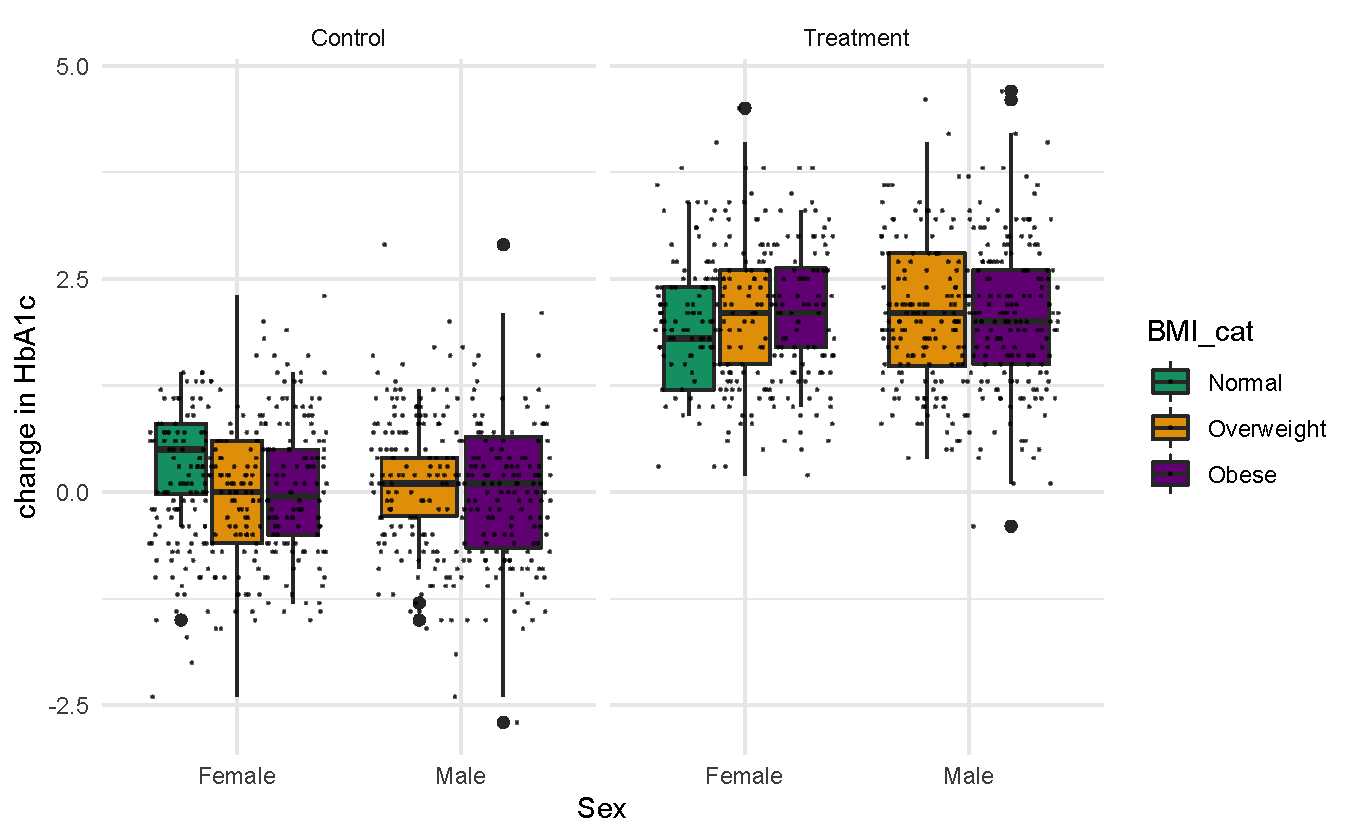 Control
Treatment
5.0
2.5
0.0
-2.5
change in HbA1c
Female
Male
Female
Male
Sex
BMI_cat
Normal
Overweight
Obese